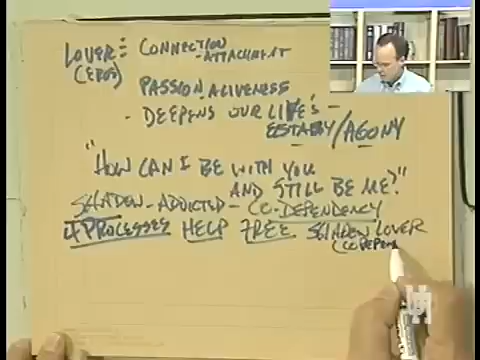 LOVER = CONNECTION
(EROS) - ATTACHMENT
PASSION, ALIVENESS
- DEEPENS OUR LIFE'S -
ESTASY/AGONY
"HOW CAN I BE WITH YOU
AND STILL BE ME?"
SHADOW - ADDICTED - CO-DEPENDENCY
4 PROCESSES HELP FREE SHADOW LOVER
(CODEPEN